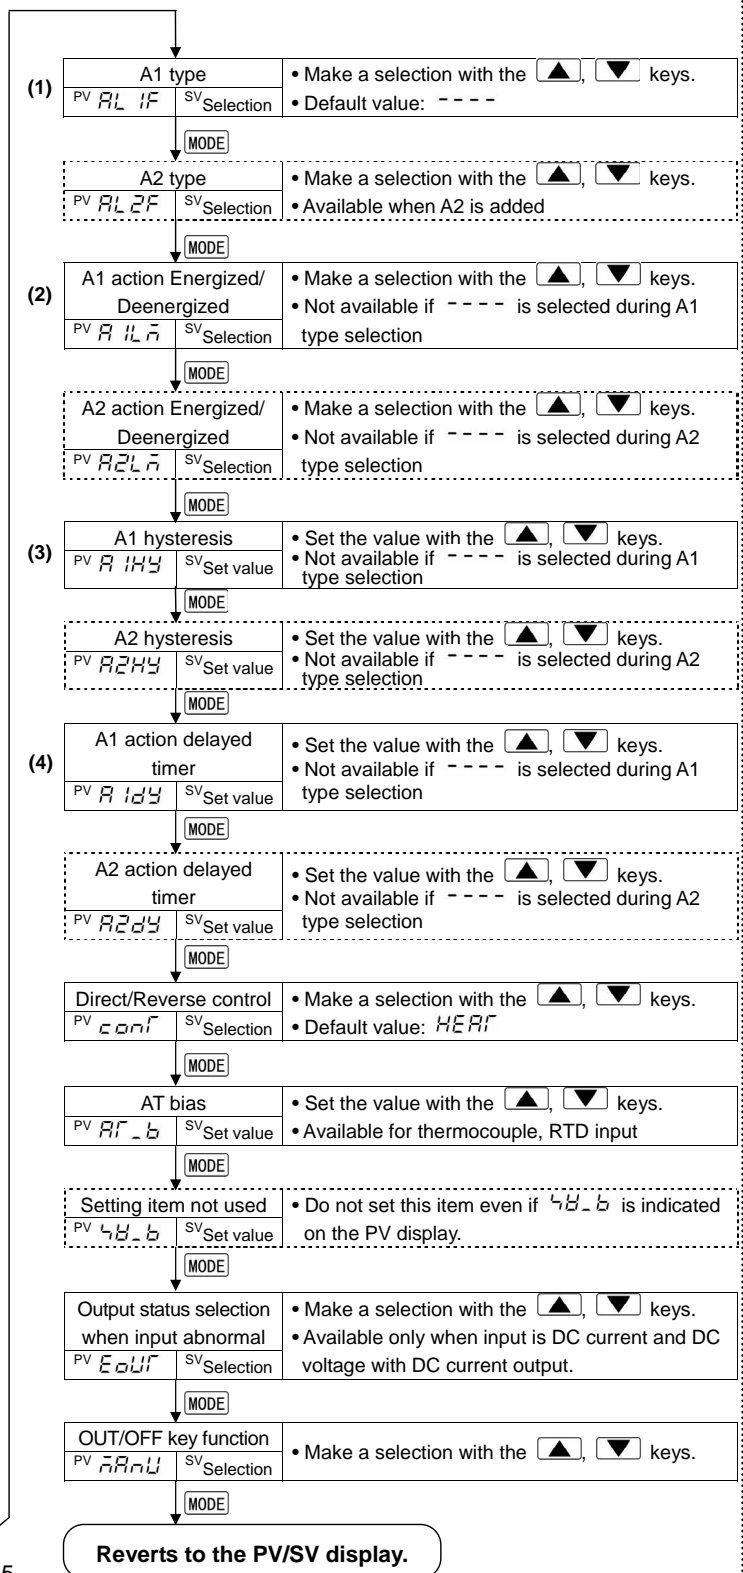 (1)
A1 type
PV AL 1F SV Selection
• Make a selection with the ▲, ▼ keys.
• Default value: ----
MODE
A2 type
PV AL2F SV Selection
• Make a selection with the ▲, ▼ keys.
• Available when A2 is added
MODE
(2)
A1 action Energized/
Deenergized
PV A 1Lm SV Selection
• Make a selection with the ▲, ▼ keys.
• Not available if ---- is selected during A1
type selection
MODE
A2 action Energized/
Deenergized
PV A2Lm SV Selection
• Make a selection with the ▲, ▼ keys.
• Not available if ---- is selected during A2
type selection
MODE
(3)
A1 hysteresis
PV A 1HY SV Set value
• Set the value with the ▲, ▼ keys.
• Not available if ---- is selected during A1
type selection
MODE
A2 hysteresis
PV A2HY SV Set value
• Set the value with the ▲, ▼ keys.
• Not available if ---- is selected during A2
type selection
MODE
(4)
A1 action delayed
timer
PV A 1dY SV Set value
• Set the value with the ▲, ▼ keys.
• Not available if ---- is selected during A1
type selection
MODE
A2 action delayed
timer
PV A2dY SV Set value
• Set the value with the ▲, ▼ keys.
• Not available if ---- is selected during A2
type selection
MODE
Direct/Reverse control
PV conT SV Selection
• Make a selection with the ▲, ▼ keys.
• Default value: HEAT
MODE
AT bias
PV AT_b SV Set value
• Set the value with the ▲, ▼ keys.
• Available for thermocouple, RTD input
MODE
Setting item not used
PV SV_b SV Set value
• Do not set this item even if SV_b is indicated
on the PV display.
MODE
Output status selection
when input abnormal
PV EoUT SV Selection
• Make a selection with the ▲, ▼ keys.
• Available only when input is DC current and DC
voltage with DC current output.
MODE
OUT/OFF key function
PV mAnU SV Selection
• Make a selection with the ▲, ▼ keys.
MODE
Reverts to the PV/SV display.
5